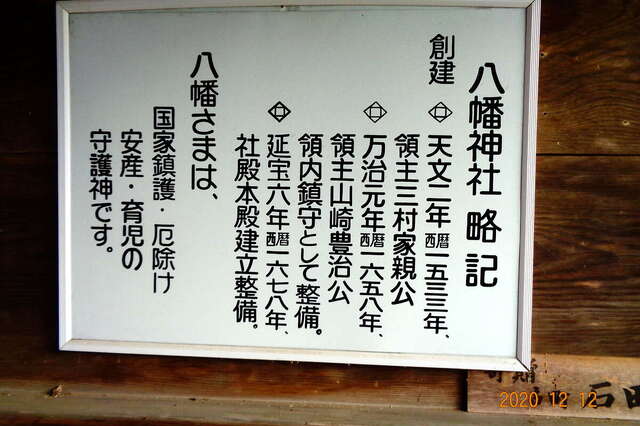 八幡神社 略記
創建 天文二年西暦一五三三年、
領主三村家親公
万治元年西暦一六五八年、
領主山崎豊治公
領内鎮守として整備。
延宝六年西暦一六七八年、
社殿本殿建立整備。
八幡さまは、
国家鎮護・厄除け
安産・育児の
守護神です。
石田
2020 12 12